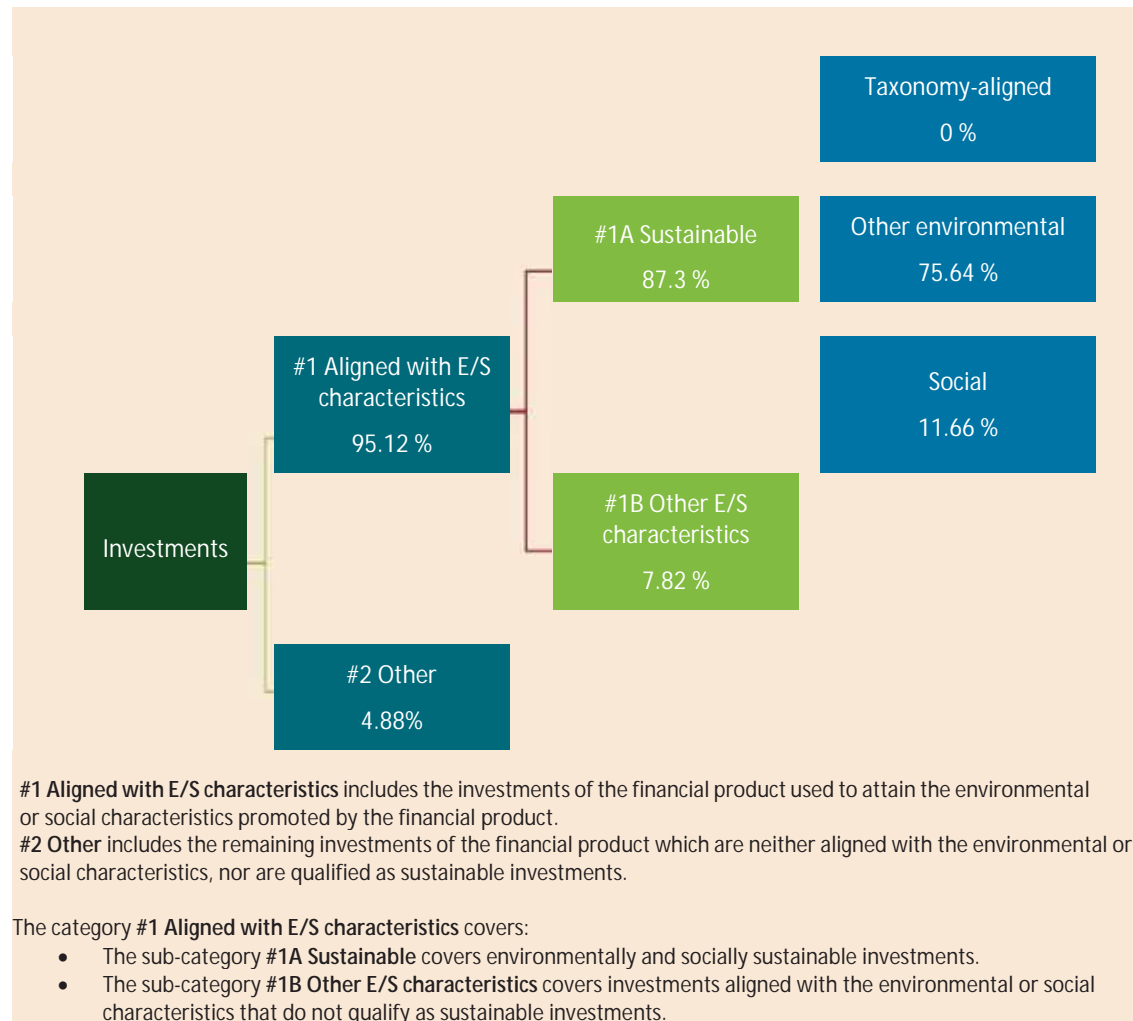 Taxonomy-aligned
0 %
#1A Sustainable
87.3 %
Other environmental
75.64 %
#1 Aligned with E/S
characteristics
95.12 %
Social
11.66 %
Investments
#1B Other E/S
characteristics
7.82 %
#2 Other
4.88%
#1 Aligned with E/S characteristics includes the investments of the financial product used to attain the environmental
or social characteristics promoted by the financial product.
#2 Other includes the remaining investments of the financial product which are neither aligned with the environmental or
social characteristics, nor are qualified as sustainable investments.
The category #1 Aligned with E/S characteristics covers:
• The sub-category #1A Sustainable covers environmentally and socially sustainable investments.
• The sub-category #1B Other E/S characteristics covers investments aligned with the environmental or social
characteristics that do not qualify as sustainable investments.